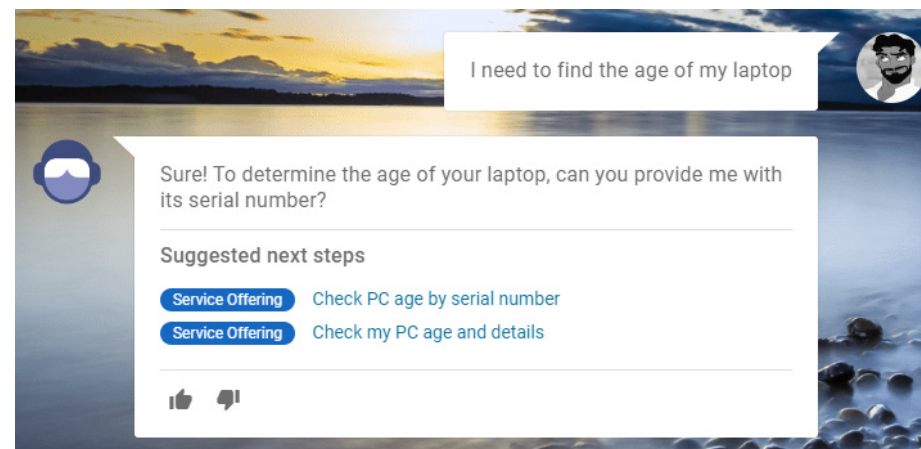 I need to find the age of my laptop
Sure! To determine the age of your laptop, can you provide me with
its serial number?
Suggested next steps
Service Offering Check PC age by serial number
Service Offering Check my PC age and details